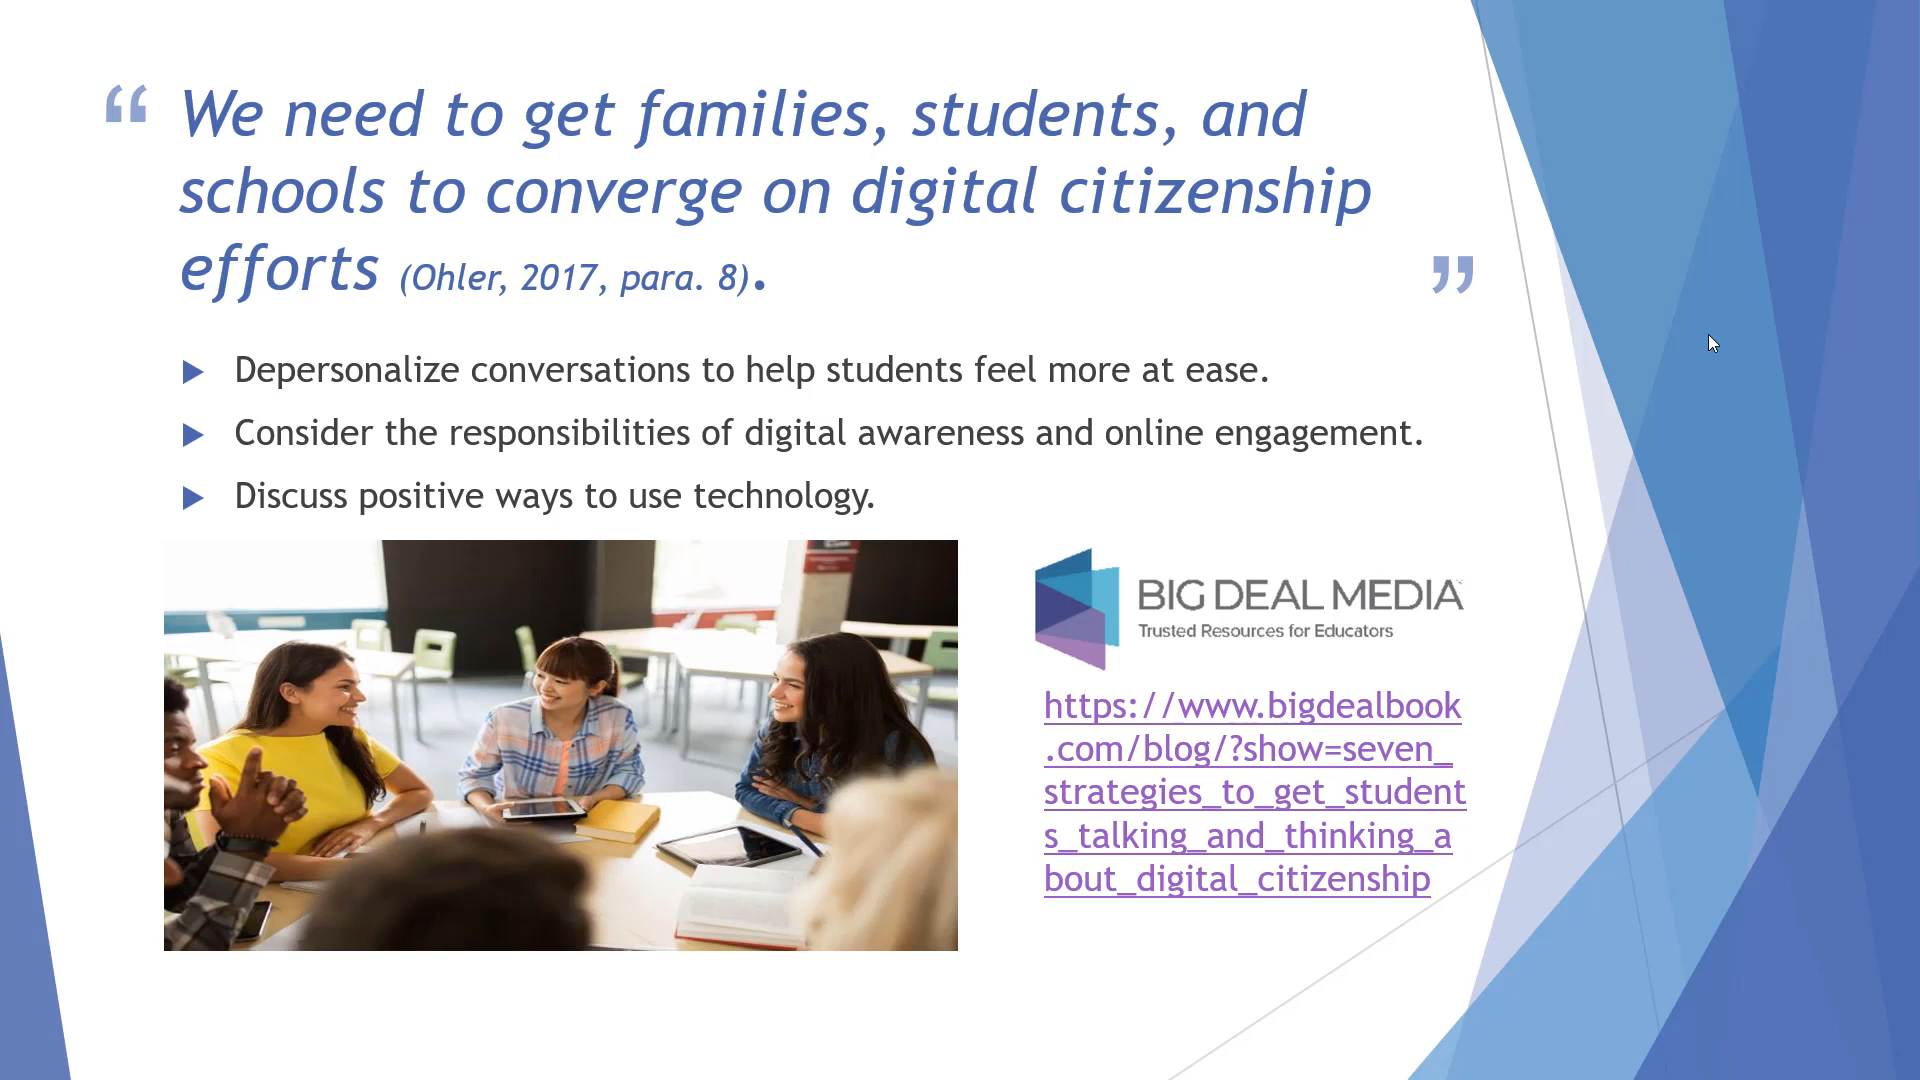 “ We need to get families, students, and
schools to converge on digital citizenship
efforts (Ohler, 2017, para. 8). ”
Depersonalize conversations to help students feel more at ease.
Consider the responsibilities of digital awareness and online engagement.
Discuss positive ways to use technology.
BIG DEAL MEDIA
Trusted Resources for Educators
https://www.bigdealbook
.com/blog/?show=seven_
strategies_to_get_student
s_talking_and_thinking_a
bout_digital_citizenship